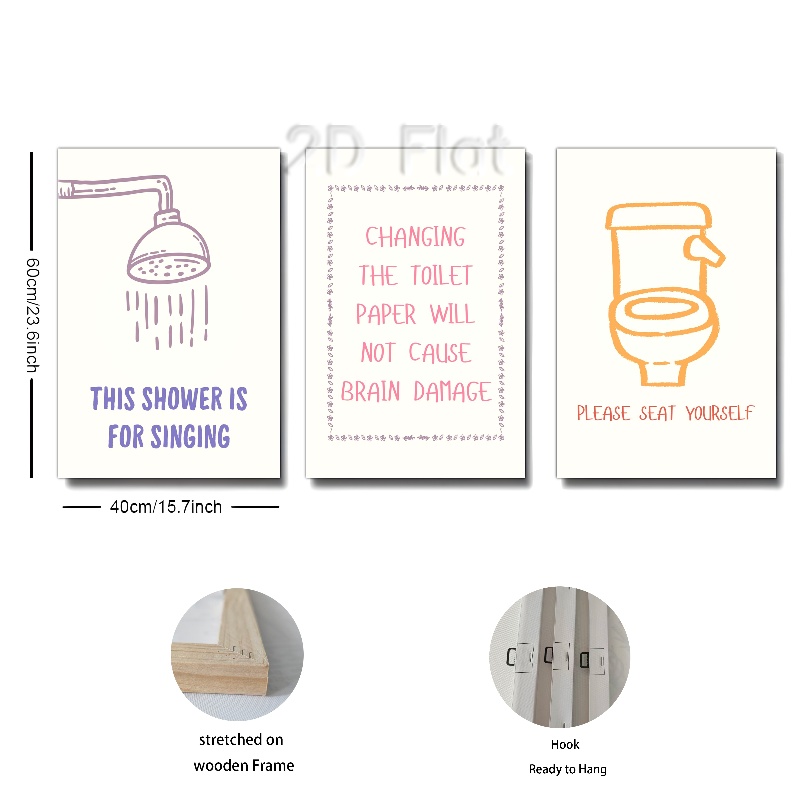 2D Flat
60cm/23.6inch
THIS SHOWER IS
FOR SINGING
CHANGING
THE TOILET
PAPER WILL
NOT CAUSE
BRAIN DAMAGE
PLEASE SEAT YOURSELF
40cm/15.7inch
stretched on
wooden Frame
Hook
Ready to Hang